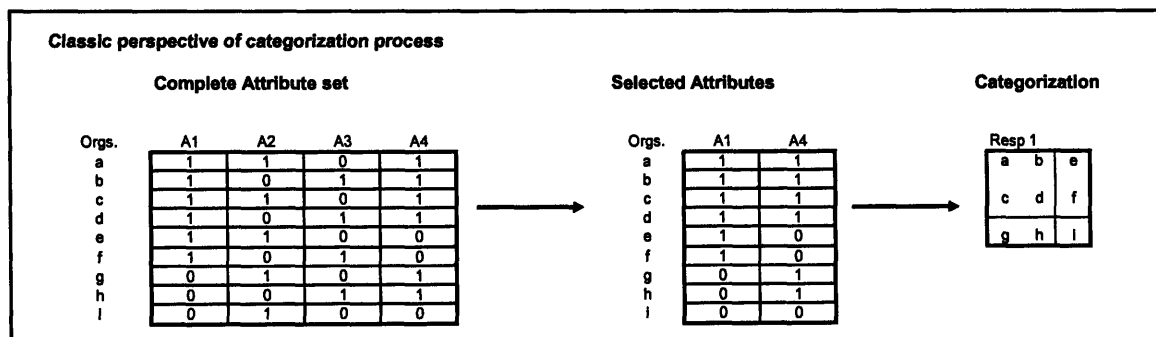 Classic perspective of categorization process
Complete Attribute set Selected Attributes Categorization
Orgs. A1 A2 A3 A4 Orgs. A1 A4 Resp 1
a 1 1 0 1 a 1 1 a b e
b 1 0 1 1 b 1 1
c 1 1 0 1 c 1 1 c d f
d 1 0 1 1 d 1 1
e 1 1 0 0 e 1 0 g h i
f 1 0 1 0 f 1 0
g 0 1 0 1 g 0 1
h 0 0 1 1 h 0 1
i 0 1 0 0 i 0 0